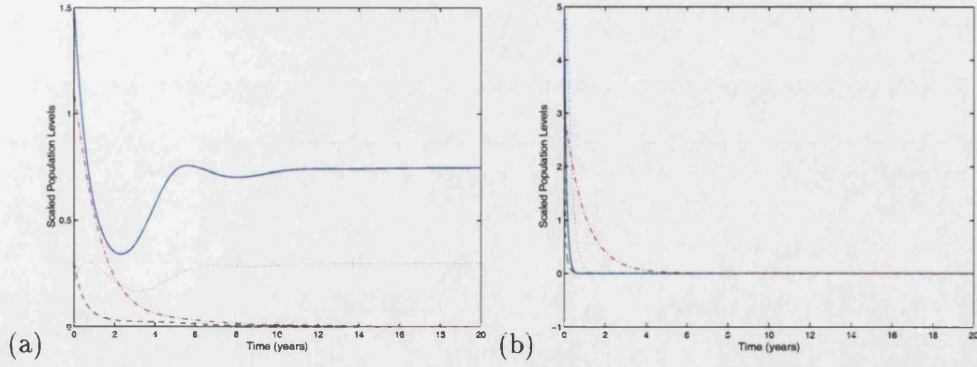 1.5
1
0.5
0
0 2 4 6 8 10 12 14 16 18 20
Scaled Population Levels
Time (years)
(a)
5
4
3
2
1
0
-1
0 2 4 6 8 10 12 14 16 18 20
Scaled Population Levels
Time (years)
(b)